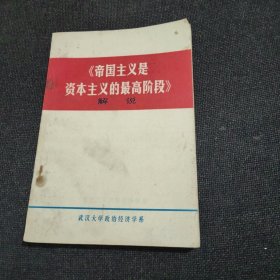 《帝国主义是
资本主义的最高阶段》
解说
武汉大学政治经济学系